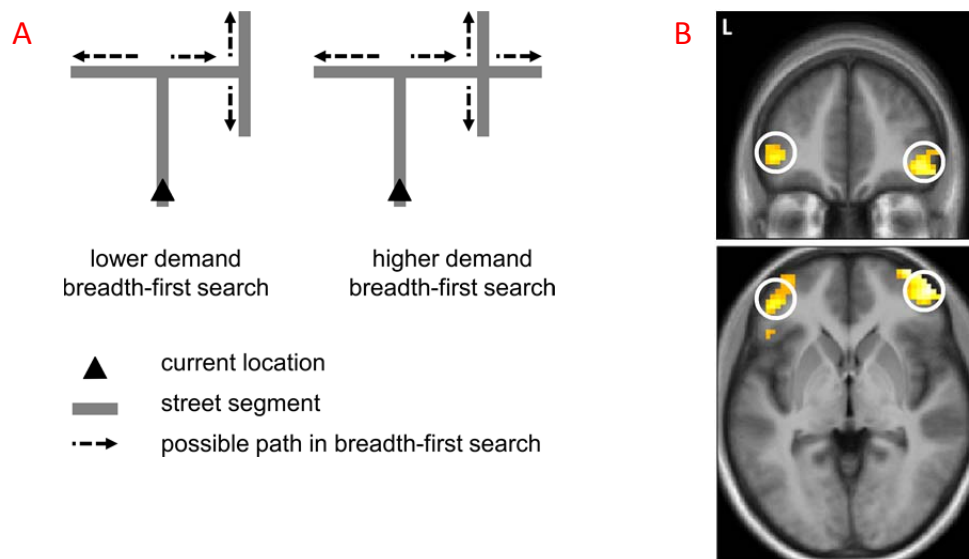 A
B
L
lower demand
breadth-first search
higher demand
breadth-first search
current location
street segment
possible path in breadth-first search